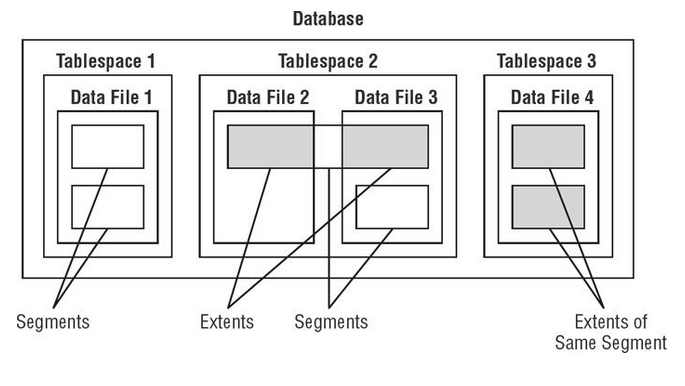 Database
Tablespace 1
Tablespace 2
Tablespace 3
Data File 1
Data File 2
Data File 3
Data File 4
Segments
Extents
Segments
Extents of
Same Segment